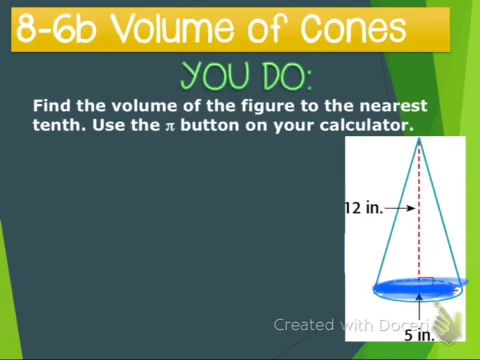 8-6b Volume of Cones
YOU DO:
Find the volume of the figure to the nearest
tenth. Use the π button on your calculator.
12 in.
Created with Doceri
5 in.